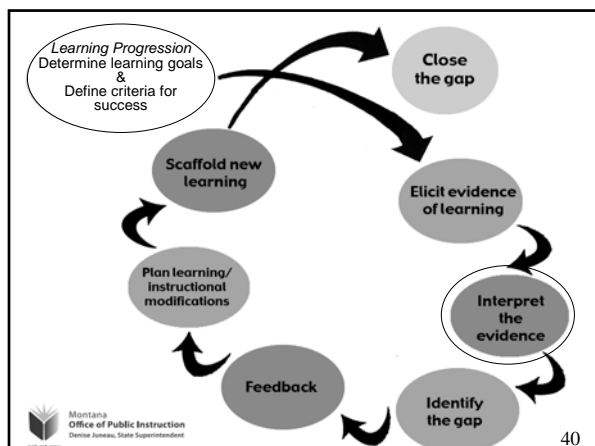 Learning Progression
Determine learning goals
&
Define criteria for
success
Close
the gap
Scaffold new
learning
Elicit evidence
of learning
Plan learning/
instructional
modifications
Interpret
the
evidence
Feedback
Identify
the gap
Montana
Office of Public Instruction
Denise Juneau, State Superintendent
40